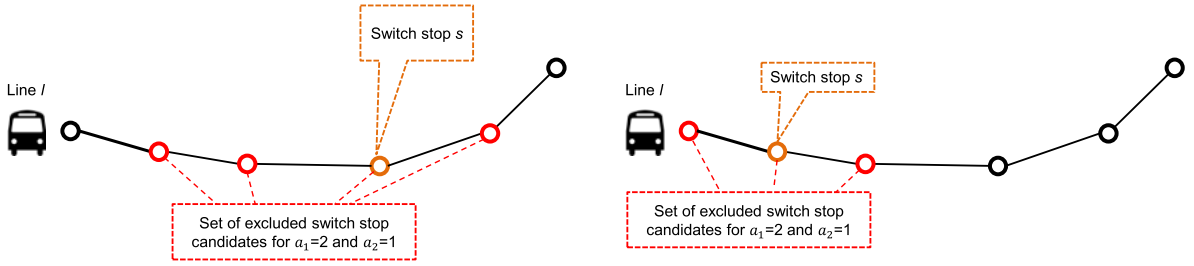 Switch stop s
Line l
Set of excluded switch stop
candidates for a₁=2 and a₂=1
Switch stop s
Line l
Set of excluded switch stop
candidates for a₁=2 and a₂=1